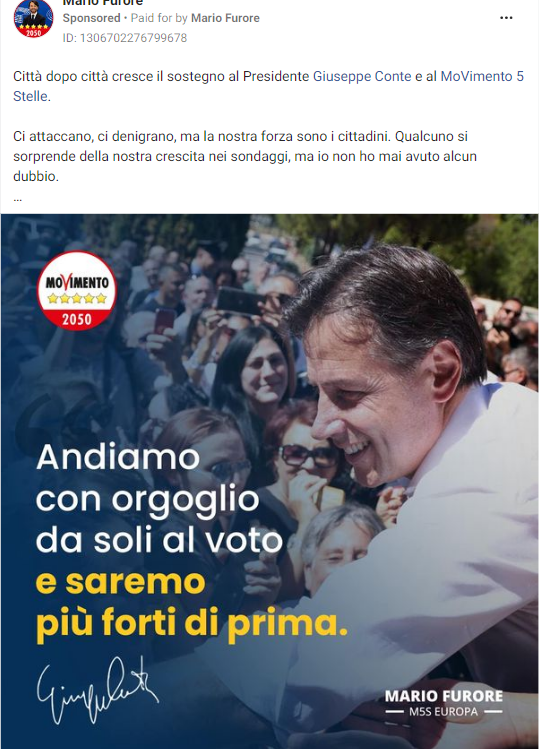 Mario Furore
Sponsored • Paid for by Mario Furore
ID: 1306702276799678
Città dopo città cresce il sostegno al Presidente Giuseppe Conte e al MoVimento 5
Stelle.
Ci attaccano, ci denigrano, ma la nostra forza sono i cittadini. Qualcuno si
sorprende della nostra crescita nei sondaggi, ma io non ho mai avuto alcun
dubbio.
...
MOVIMENTO
2050
Andiamo
con orgoglio
da soli al voto
e saremo
più forti di prima.
MARIO FURORE
M5S EUROPA